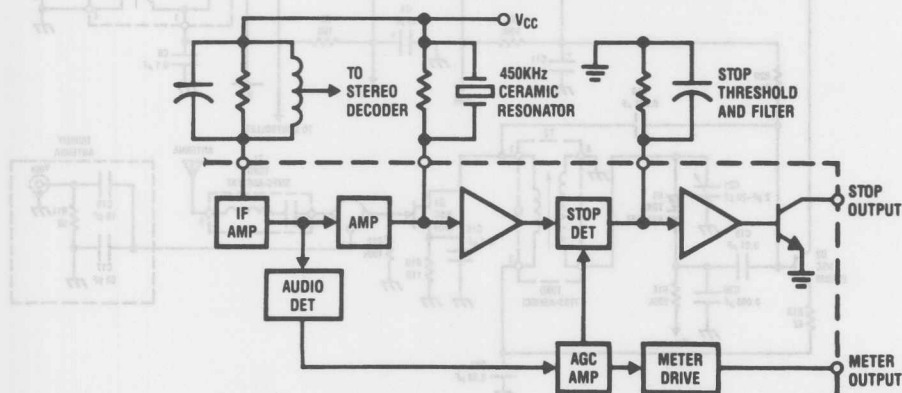 VCC
TO
STEREO
DECODER
450KHz
CERAMIC
RESONATOR
STOP
THRESHOLD
AND FILTER
IF
AMP
AMP
STOP
DET
STOP
OUTPUT
AUDIO
DET
AGC
AMP
METER
DRIVE
METER
OUTPUT